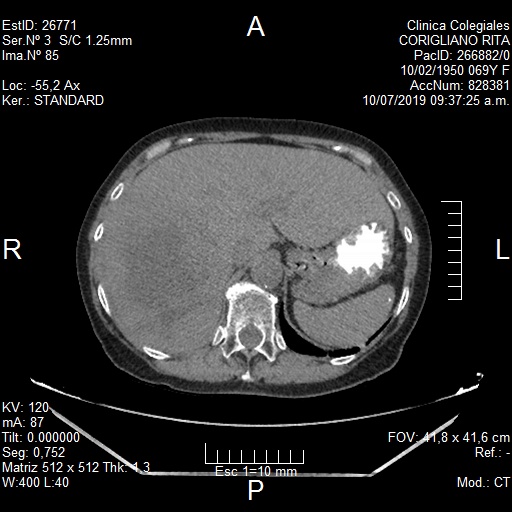 EstID: 26771
Ser.Nº 3 S/C 1.25mm
Ima.Nº 85
Loc: -55,2 Ax
Ker.: STANDARD
A
Clinica Colegiales
CORIGLIANO RITA
PacID: 266882/0
10/02/1950 069Y F
AccNum: 828381
10/07/2019 09:37:25 a.m.
R
L
KV: 120
mA: 87
Tilt: 0.000000
Seg: 0,752
Matriz 512 x 512 Thk: 1.3
W:400 L:40
Esc 1=10 mm
P
FOV: 41,8 x 41,6 cm
Ref.: -
Mod.: CT